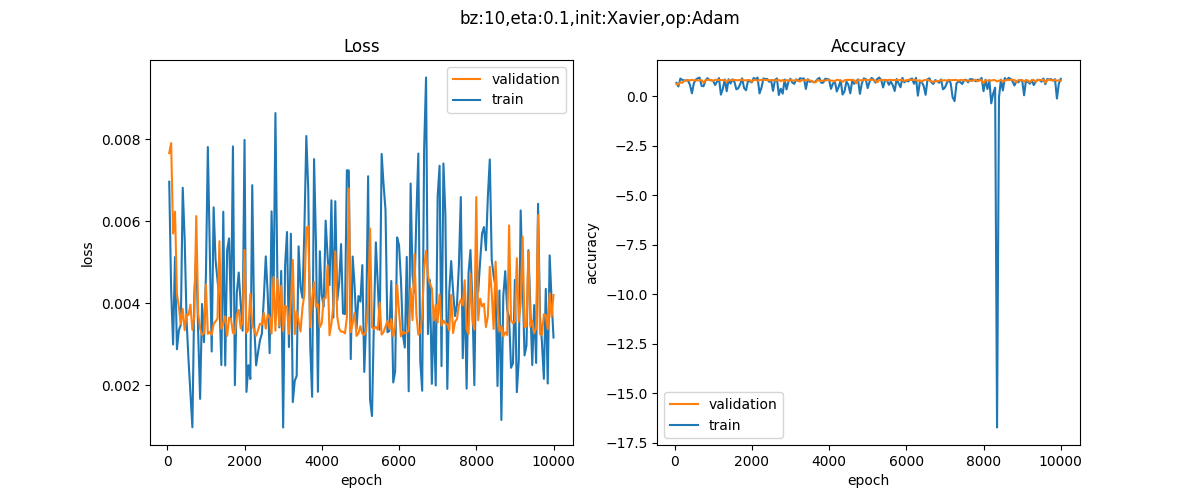 bz:10,eta:0.1,init:Xavier,op:Adam
Loss
validation
train
0.008
0.006
0.004
0.002
loss
0
2000
4000
6000
8000
10000
epoch
Accuracy
0.0
−2.5
−5.0
−7.5
−10.0
−12.5
−15.0
−17.5
accuracy
validation
train
0
2000
4000
6000
8000
10000
epoch